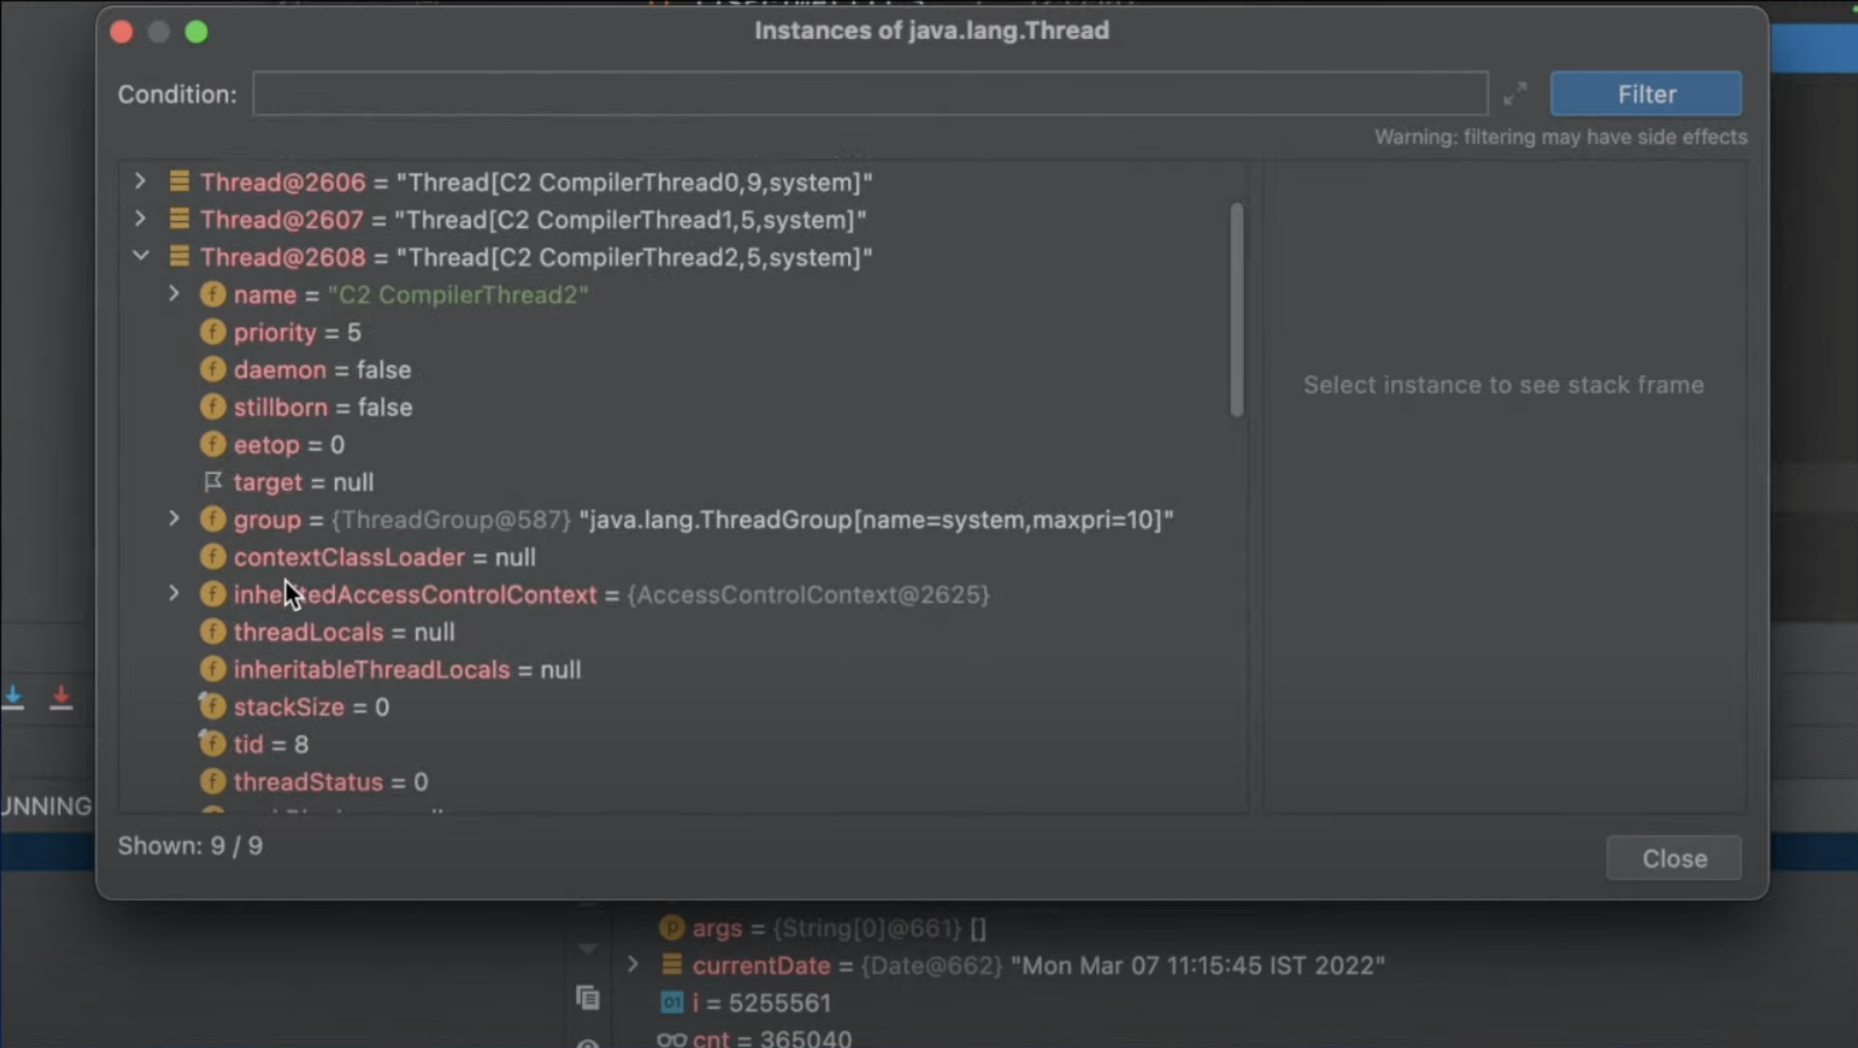 Instances of java.lang.Thread
Condition:
Filter
Warning: filtering may have side effects
Thread@2606 = "Thread[C2 CompilerThread0,9,system]"
Thread@2607 = "Thread[C2 CompilerThread1,5,system]"
Thread@2608 = "Thread[C2 CompilerThread2,5,system]"
name = "C2 CompilerThread2"
priority = 5
daemon = false
stillborn = false
eetop = 0
target = null
group = {ThreadGroup@587} "java.lang.ThreadGroup[name=system,maxpri=10]"
contextClassLoader = null
inheritedAccessControlContext = {AccessControlContext@2625}
threadLocals = null
inheritableThreadLocals = null
stackSize = 0
tid = 8
threadStatus = 0
Select instance to see stack frame
UNNING
Shown: 9 / 9
Close
args = {String[0]@661} []
currentDate = {Date@662} "Mon Mar 07 11:15:45 IST 2022"
i = 5255561
cnt = 365040